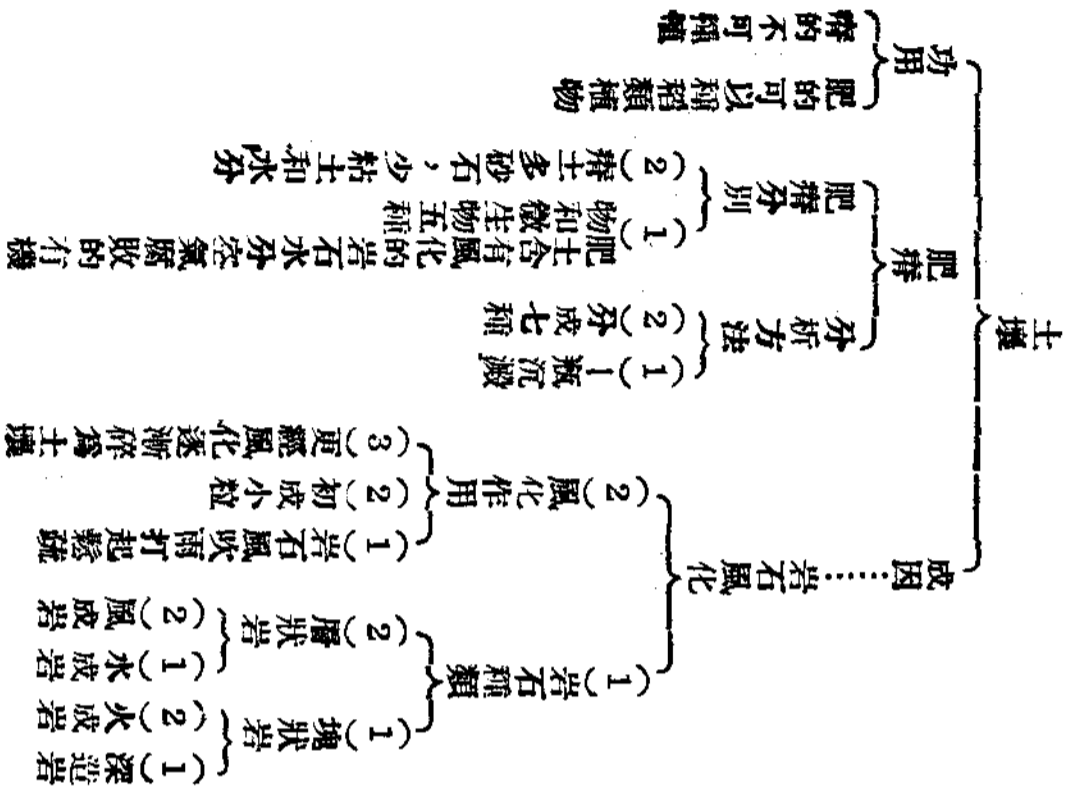 土壤
成因……岩石風化
(1)岩石種類
(1)塊狀岩
(1)深造岩
(2)火成岩
(2)層狀岩
(1)水成岩
(2)風成岩
(2)風化作用
(1)岩石風吹雨打起鬆疏
(2)初成小粒
(3)更經風化逐漸碎為土壤
肥瘠
分析方法
(1)一瓶沉澱
(2)分成七種
肥瘠分別
(1)肥土含有風化的岩石水分空氣腐敗的有機
物和微生物五種
(2)瘠土多砂石,少粘土和水分
功用
肥的可以種稻類植物
瘠的不可種植